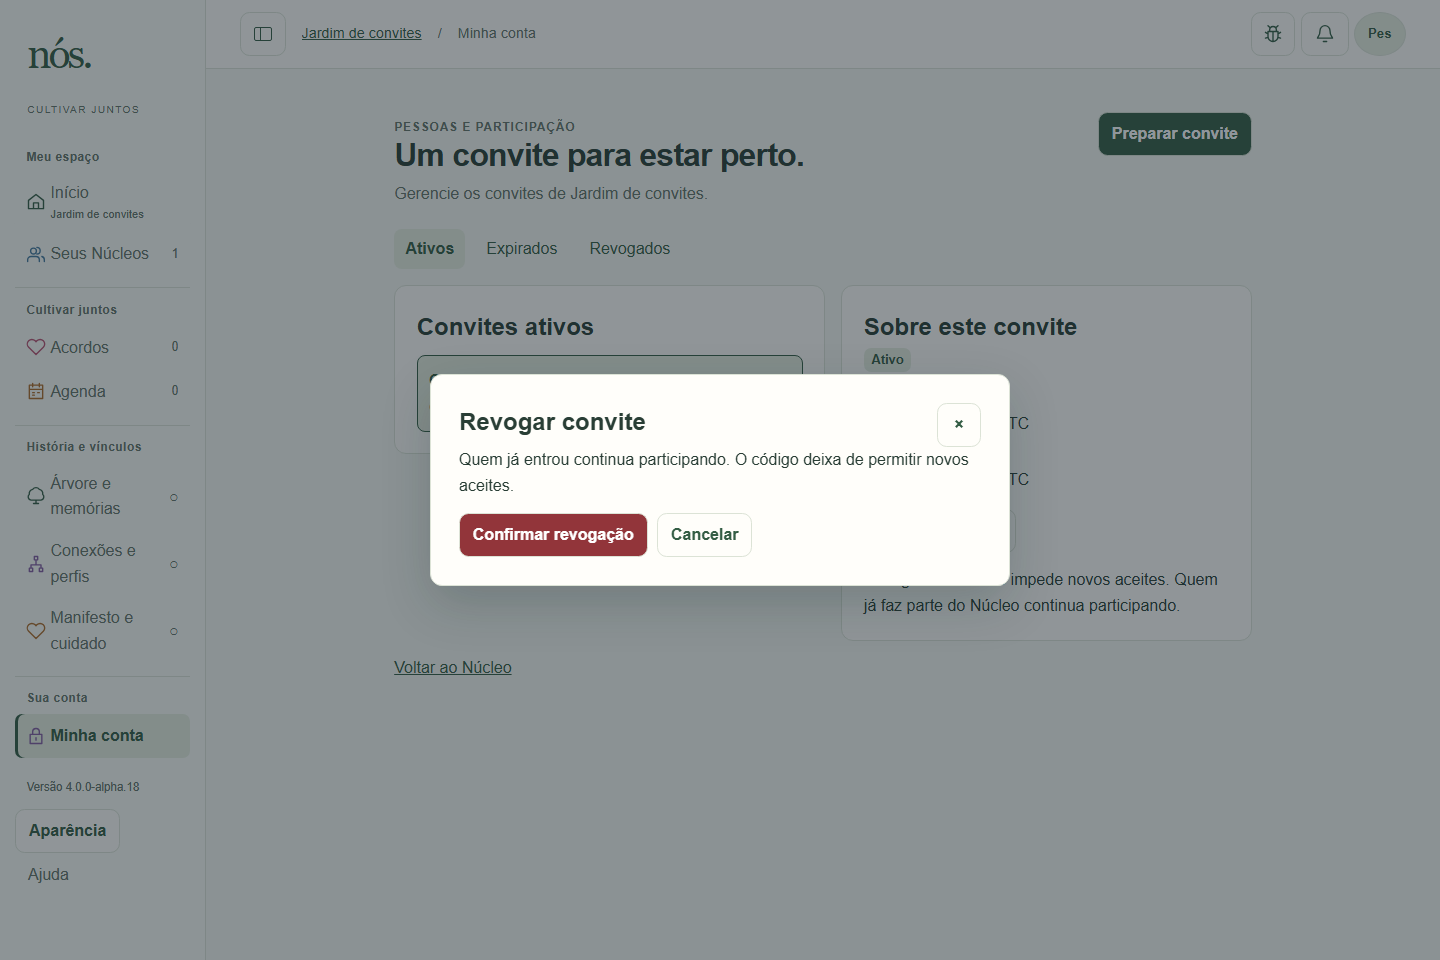 nós.
CULTIVAR JUNTOS
Meu espaço
Início
Jardim de convites
Seus Núcleos 1
Cultivar juntos
Acordos 0
Agenda 0
História e vínculos
Árvore e
memórias
Conexões e
perfis
Manifesto e
cuidado
Sua conta
Minha conta
Versão 4.0.0-alpha.18
Aparência
Ajuda
Jardim de convites / Minha conta
Pes
PESSOAS E PARTICIPAÇÃO
Um convite para estar perto.
Gerencie os convites de Jardim de convites.
Preparar convite
Ativos Expirados Revogados
Convites ativos
Sobre este convite
Ativo
TC
TC
impede novos aceites. Quem
já faz parte do Núcleo continua participando.
Revogar convite
×
Quem já entrou continua participando. O código deixa de permitir novos
aceites.
Confirmar revogação
Cancelar
Voltar ao Núcleo